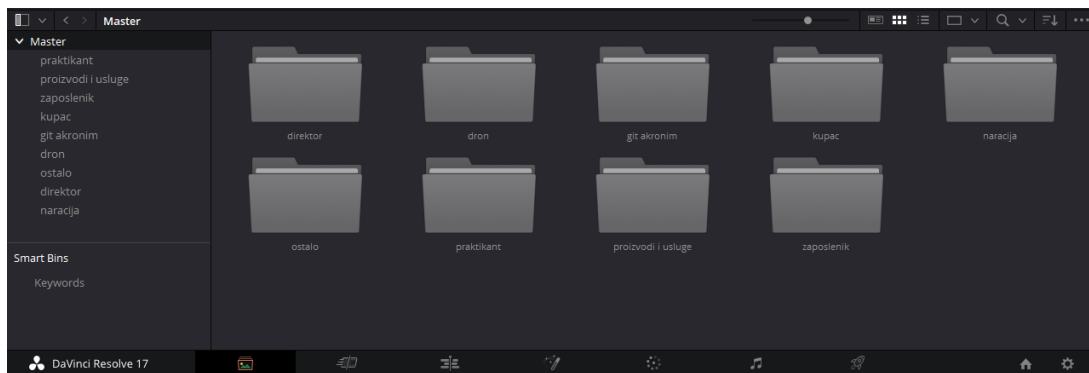 Master
Master
praktikant
proizvodi i usluge
zaposlenik
kupac
git akronim
dron
ostalo
direktor
naracija
Smart Bins
Keywords
direktor
dron
git akronim
kupac
naracija
ostalo
praktikant
proizvodi i usluge
zaposlenik
DaVinci Resolve 17